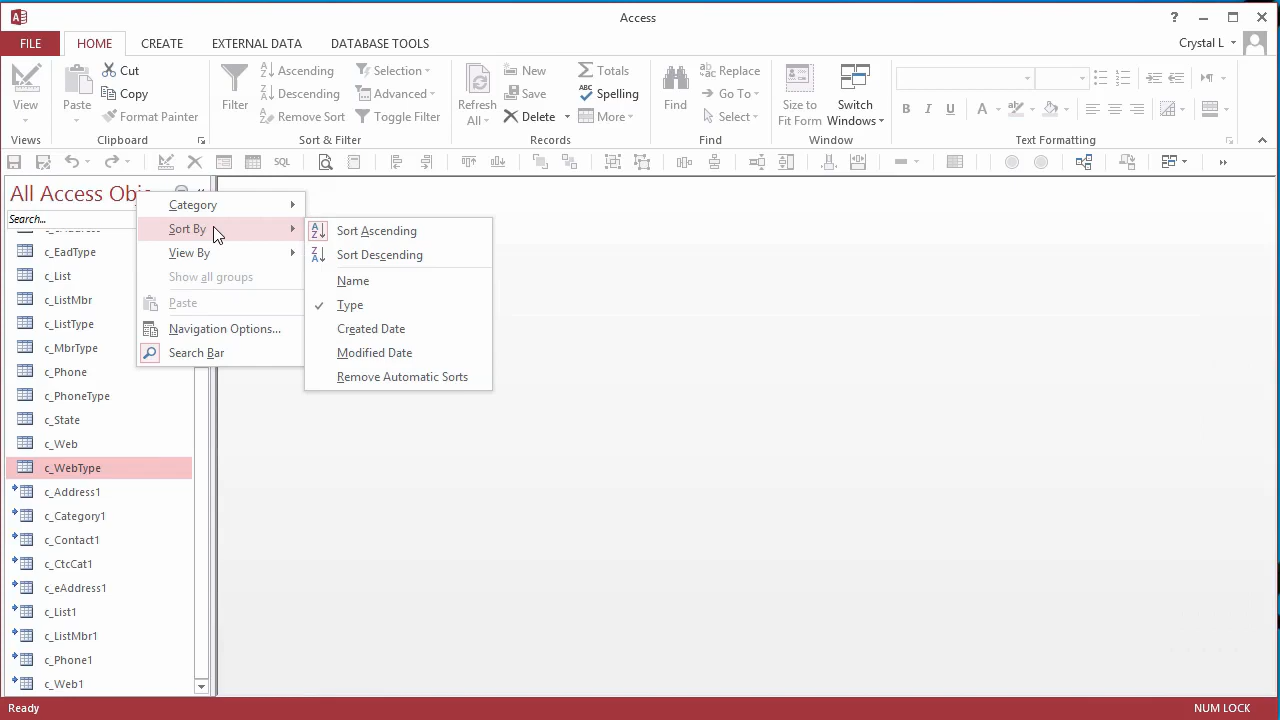 Access
?
FILE
HOME
CREATE
EXTERNAL DATA
DATABASE TOOLS
Crystal L
View
Views
Paste
Cut
Copy
Format Painter
Clipboard
Filter
Ascending
Descending
Remove Sort
Selection
Advanced
Sort & Filter
Refresh
All
New
Save
Delete
Totals
Spelling
More
Records
Find
Replace
Go To
Select
Find
Size to
Fit Form
Switch
Windows
Window
B I U
Text Formatting
SQL
All Access Obj
Search...
c_EadType
c_List
c_ListMbr
c_ListType
c_MbrType
c_Phone
c_PhoneType
c_State
c_Web
c_WebType
c_Address1
c_Category1
c_Contact1
c_CtcCat1
c_eAddress1
c_List1
c_ListMbr1
c_Phone1
c_Web1
Category
Sort By
View By
Show all groups
Paste
Navigation Options...
Search Bar
Sort Ascending
Sort Descending
Name
Type
Created Date
Modified Date
Remove Automatic Sorts
Ready
NUM LOCK